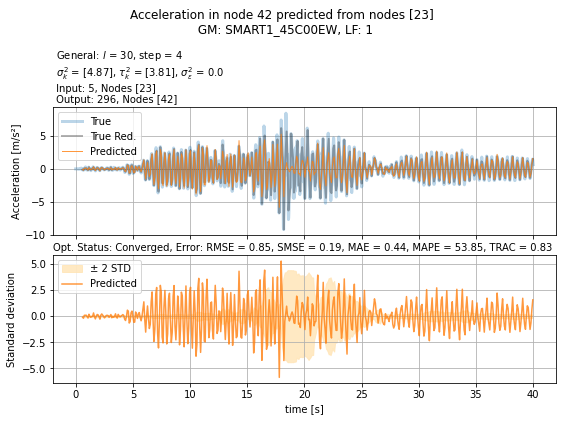 Acceleration in node 42 predicted from nodes [23]
GM: SMART1_45C00EW, LF: 1
General: l = 30, step = 4
σ²ₖ = [4.87], τ²ₖ = [3.81], σ²ε = 0.0
Input: 5, Nodes [23]
Output: 296, Nodes [42]
Acceleration [m/s²]
5
0
−5
−10
True
True Red.
Predicted
Opt. Status: Converged, Error: RMSE = 0.85, SMSE = 0.19, MAE = 0.44, MAPE = 53.85, TRAC = 0.83
Standard deviation
5.0
2.5
0.0
−2.5
−5.0
± 2 STD
Predicted
0 5 10 15 20 25 30 35 40
time [s]